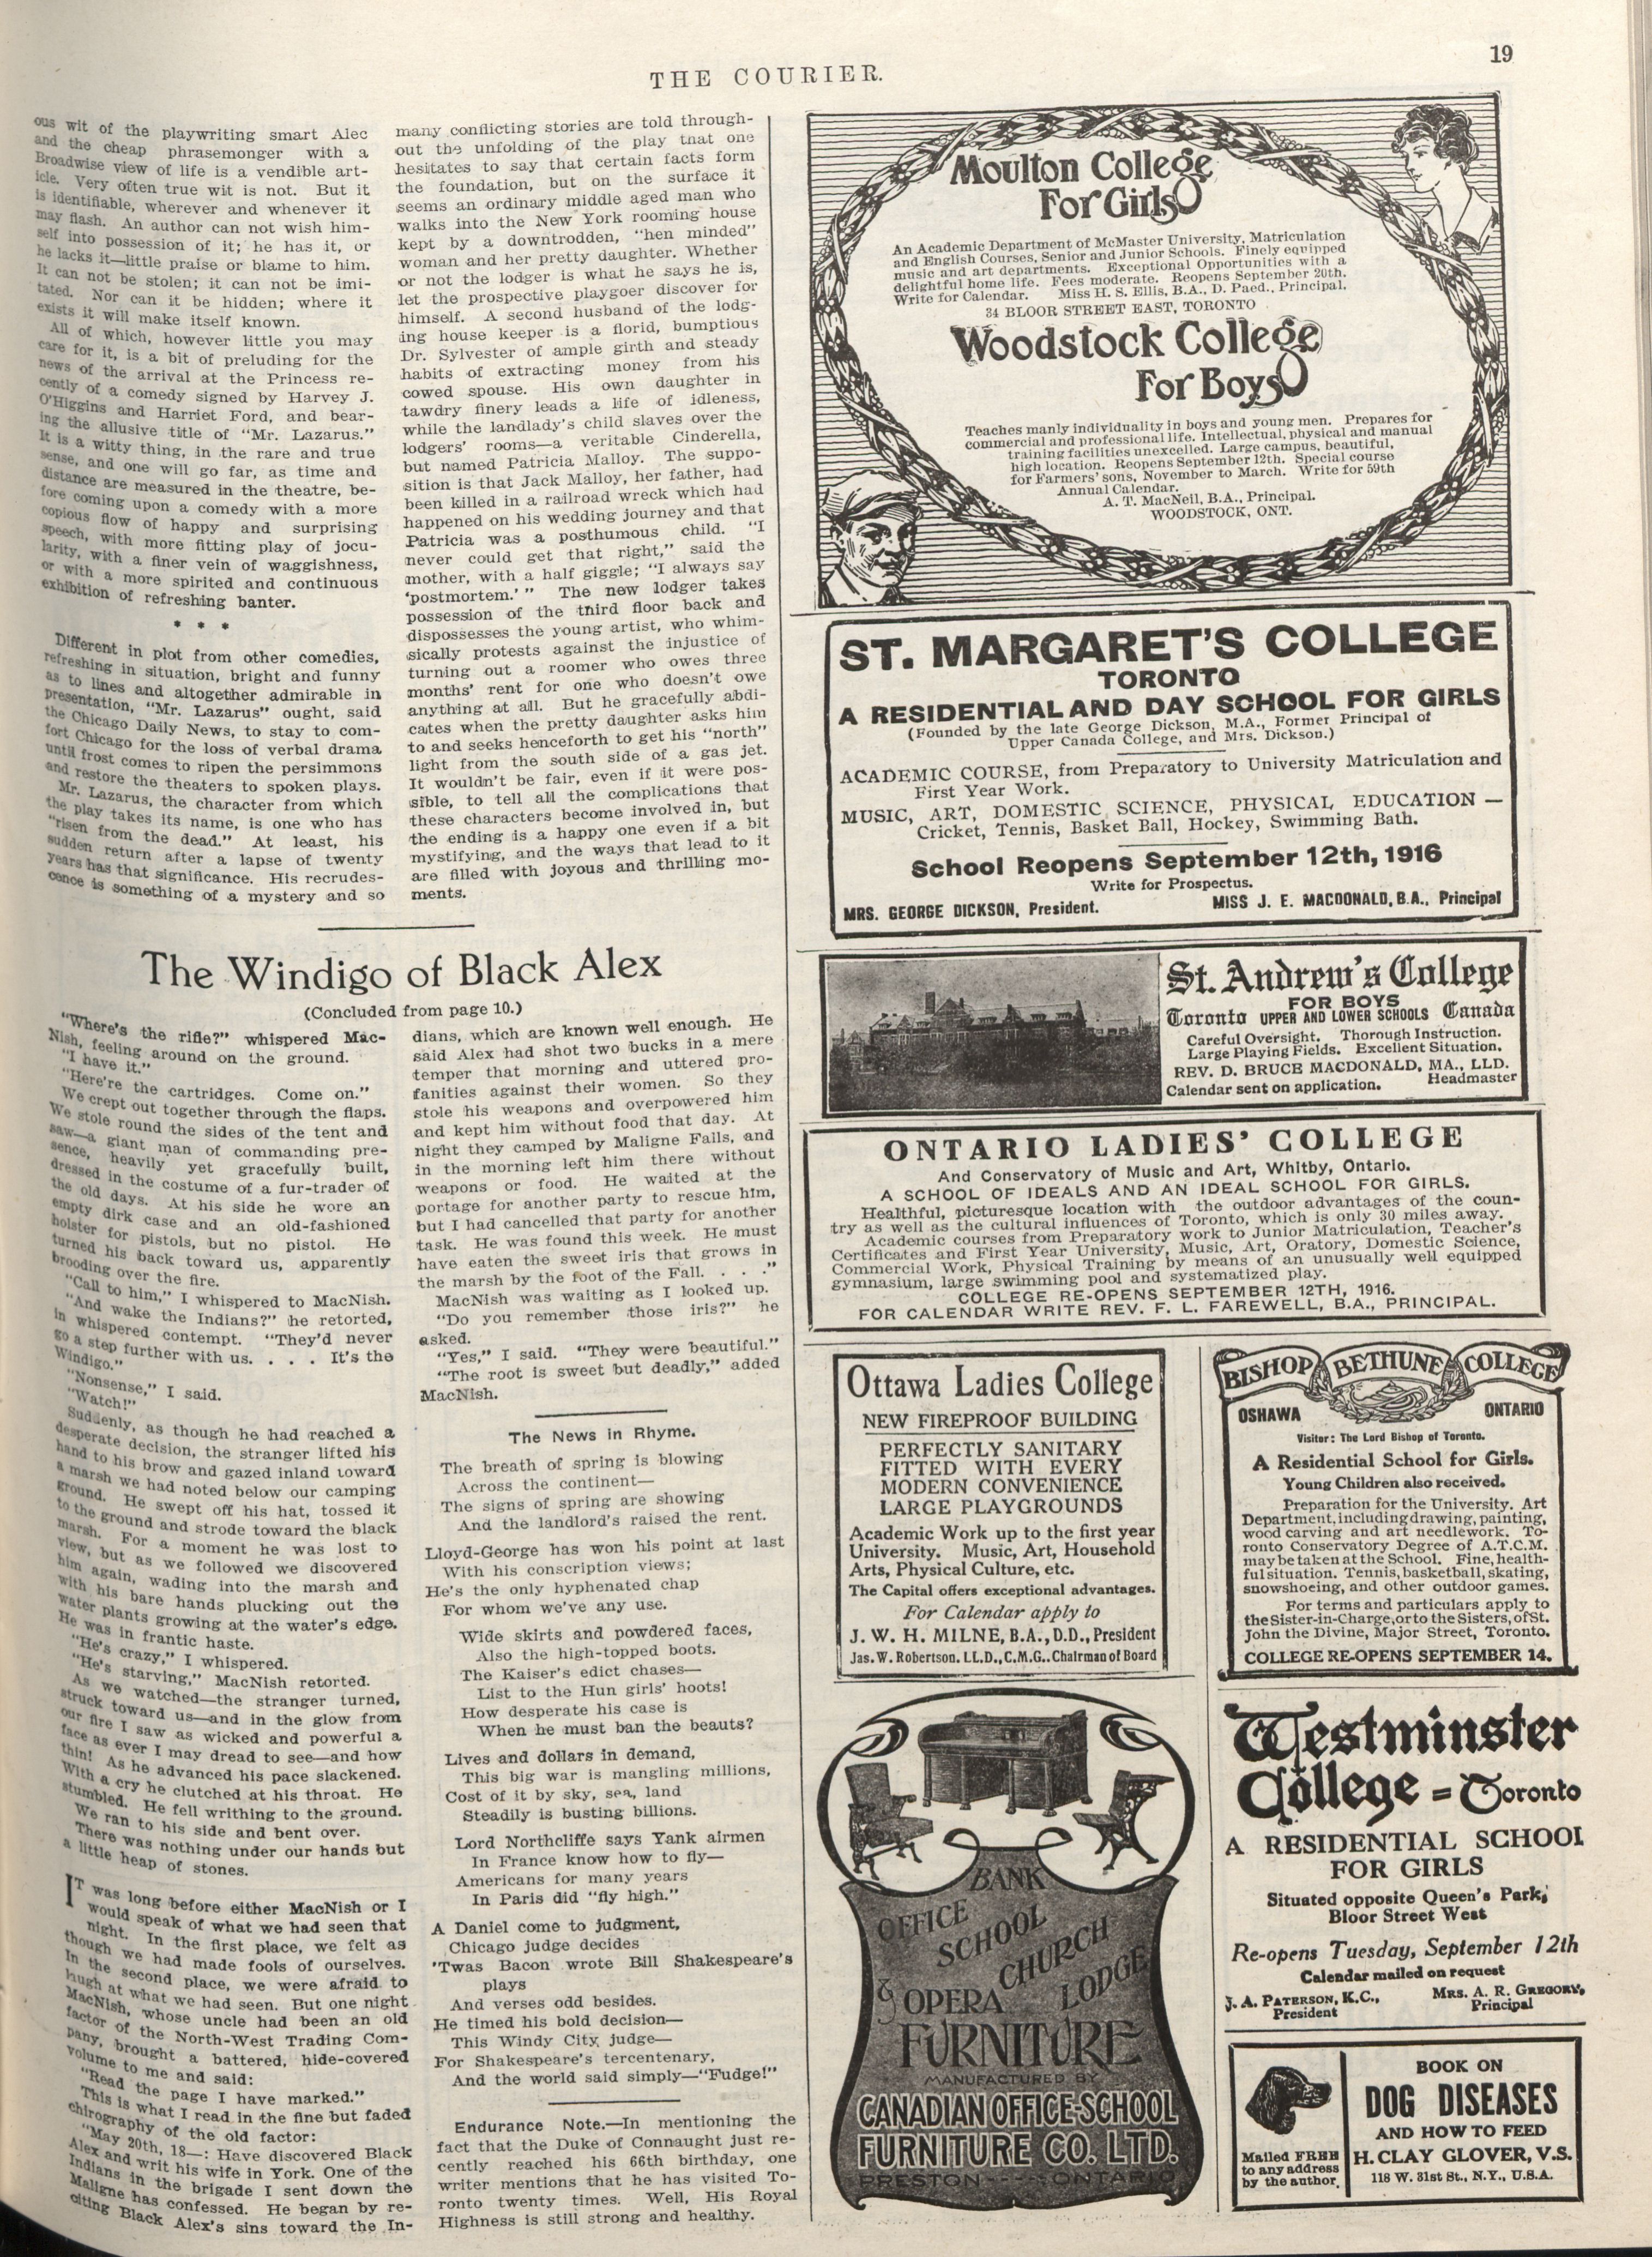 19
THE COURIER.
ous wit of the playwriting smart Alec
and the cheap phrasemonger with a
Broadwise view of life is a vendible art-
icle. Very often true wit is not. But it
is identifiable, wherever and whenever it
may flash. An author can not wish him-
self into possession of it; he has it, or
he lacks it—little praise or blame to him.
It can not be stolen; it can not be imi-
tated. Nor can it be hidden; where it
exists it will make itself known.
All of which, however little you may
care for it, is a bit of preluding for the
news of the arrival at the Princess re-
cently of a comedy signed by Harvey J.
O'Higgins and Harriet Ford, and bear-
ing the allusive title of "Mr. Lazarus."
It is a witty thing, in the rare and true
sense, and one will go far, as time and
distance are measured in the theatre, be-
fore coming upon a comedy with a more
copious flow of happy and surprising
speech, with more fitting play of jocu-
larity, with a finer vein of waggishness,
or with a more spirited and continuous
exhibition of refreshing banter.
* * *
Different in plot from other comedies,
refreshing in situation, bright and funny
as to lines and altogether admirable in
presentation, "Mr. Lazarus" ought, said
the Chicago Daily News, to stay to com-
fort Chicago for the loss of verbal drama
until frost comes to ripen the persimmons
and restore the theaters to spoken plays.
Mr. Lazarus, the character from which
the play takes its name, is one who has
"risen from the dead." At least, his
sudden return after a lapse of twenty
years has that significance. His recrudes-
cence is something of a mystery and so
many conflicting stories are told through-
out the unfolding of the play that one
hesitates to say that certain facts form
the foundation, but on the surface it
seems an ordinary middle aged man who
walks into the New York rooming house
kept by a downtrodden, "hen minded"
woman and her pretty daughter. Whether
or not the lodger is what he says he is,
let the prospective playgoer discover for
himself. A second husband of the lodg-
ing house keeper is a florid, bumptious
Dr. Sylvester of ample girth and steady
habits of extracting money from his
cowed spouse. His own daughter in
tawdry finery leads a life of idleness,
while the landlady's child slaves over the
lodgers' rooms—a veritable Cinderella,
but named Patricia Malloy. The suppo-
sition is that Jack Malloy, her father, had
been killed in a railroad wreck which had
happened on his wedding journey and that
Patricia was a posthumous child. "I
never could get that right," said the
mother, with a half giggle; "I always say
'postmortem.'" The new lodger takes
possession of the third floor back and
dispossesses the young artist, who whim-
sically protests against the injustice of
turning out a roomer who owes three
months' rent for one who doesn't owe
anything at all. But he gracefully abdi-
cates when the pretty daughter asks him
to and seeks henceforth to get his "north"
light from the south side of a gas jet.
It wouldn't be fair, even if it were pos-
sible, to tell all the complications that
these characters become involved in, but
the ending is a happy one even if a bit
mystifying, and the ways that lead to it
are filled with joyous and thrilling mo-
ments.
The Windigo of Black Alex
(Concluded from page 10.)
"Where's the rifle?" whispered Mac-
Nish, feeling around on the ground.
"I have it."
"Here're the cartridges. Come on."
We crept out together through the flaps.
We stole round the sides of the tent and
saw—a giant man of commanding pre-
sence, heavily yet gracefully built,
dressed in the costume of a fur-trader of
the old days. At his side he wore an
empty dirk case and an old-fashioned
holster for pistols, but no pistol. He
turned his back toward us, apparently
brooding over the fire.
"Call to him," I whispered to MacNish.
"And wake the Indians?" he retorted,
in whispered contempt. "They'd never
go a step further with us. . . . It's the
Windigo."
"Nonsense," I said.
"Watch!"
Suddenly, as though he had reached a
desperate decision, the stranger lifted his
hand to his brow and gazed inland toward
a marsh we had noted below our camping
ground. He swept off his hat, tossed it
to the ground and strode toward the black
marsh. For a moment he was lost to
view, but as we followed we discovered
him again, wading into the marsh and
with his bare hands plucking out the
water plants growing at the water's edge.
He was in frantic haste.
"He's crazy," I whispered.
"He's starving," MacNish retorted.
As we watched—the stranger turned,
struck toward us—and in the glow from
our fire I saw as wicked and powerful a
face as ever I may dread to see—and how
thin! As he advanced his pace slackened.
With a cry he clutched at his throat. He
stumbled. He fell writhing to the ground.
We ran to his side and bent over.
There was nothing under our hands but
a little heap of stones.
IT was long before either MacNish or I
would speak of what we had seen that
night. In the first place, we felt as
though we had made fools of ourselves.
In the second place, we were afraid to
laugh at what we had seen. But one night
MacNish, whose uncle had been an old
factor of the North-West Trading Com-
pany, brought a battered, hide-covered
volume to me and said:
"Read the page I have marked."
This is what I read in the fine but faded
chirography of the old factor:
"May 20th, 18—: Have discovered Black
Alex and writ his wife in York. One of the
Indians in the brigade I sent down the
Maligne has confessed. He began by re-
citing Black Alex's sins toward the In-
dians, which are known well enough. He
said Alex had shot two bucks in a mere
temper that morning and uttered pro-
fanities against their women. So they
stole his weapons and overpowered him
and kept him without food that day. At
night they camped by Maligne Falls, and
in the morning left him there without
weapons or food. He waited at the
portage for another party to rescue him,
but I had cancelled that party for another
task. He was found this week. He must
have eaten the sweet iris that grows in
the marsh by the foot of the Fall. . . ."
MacNish was waiting as I looked up.
"Do you remember those iris?" he
asked.
"Yes," I said. "They were beautiful."
"The root is sweet but deadly," added
MacNish.
The News in Rhyme.
The breath of spring is blowing
Across the continent—
The signs of spring are showing
And the landlord's raised the rent.
Lloyd-George has won his point at last
With his conscription views;
He's the only hyphenated chap
For whom we've any use.
Wide skirts and powdered faces,
Also the high-topped boots.
The Kaiser's edict chases—
List to the Hun girls' hoots!
How desperate his case is
When he must ban the beauts?
Lives and dollars in demand,
This big war is mangling millions,
Cost of it by sky, sea, land
Steadily is busting billions.
Lord Northcliffe says Yank airmen
In France know how to fly—
Americans for many years
In Paris did "fly high."
A Daniel come to judgment,
Chicago judge decides
'Twas Bacon wrote Bill Shakespeare's
plays
And verses odd besides.
He timed his bold decision—
This Windy City judge—
For Shakespeare's tercentenary,
And the world said simply—"Fudge!"
Endurance Note.—In mentioning the
fact that the Duke of Connaught just re-
cently reached his 66th birthday, one
writer mentions that he has visited To-
ronto twenty times. Well, His Royal
Highness is still strong and healthy.
Moulton College
For Girls
An Academic Department of McMaster University, Matriculation
and English Courses, Senior and Junior Schools. Finely equipped
music and art departments. Exceptional Opportunities with a
delightful home life. Fees moderate. Reopens September 20th.
Write for Calendar. Miss H. S. Ellis, B.A., D. Paed., Principal.
34 BLOOR STREET EAST, TORONTO
Woodstock College
For Boys
Teaches manly individuality in boys and young men. Prepares for
commercial and professional life. Intellectual, physical and manual
training facilities unexcelled. Large campus, beautiful,
high location. Reopens September 12th. Special course
for Farmers' sons, November to March. Write for 59th
Annual Calendar.
A. T. MacNeil, B.A., Principal.
WOODSTOCK, ONT.
ST. MARGARET'S COLLEGE
TORONTO
A RESIDENTIAL AND DAY SCHOOL FOR GIRLS
(Founded by the late George Dickson, M.A., Former Principal of
Upper Canada College, and Mrs. Dickson.)
ACADEMIC COURSE, from Preparatory to University Matriculation and
First Year Work.
MUSIC, ART, DOMESTIC SCIENCE, PHYSICAL EDUCATION —
Cricket, Tennis, Basket Ball, Hockey, Swimming Bath.
School Reopens September 12th, 1916
Write for Prospectus.
MRS. GEORGE DICKSON, President. MISS J. E. MACDONALD, B.A., Principal
St. Andrew's College
FOR BOYS
Toronto UPPER AND LOWER SCHOOLS Canada
Careful Oversight. Thorough Instruction.
Large Playing Fields. Excellent Situation.
REV. D. BRUCE MACDONALD, MA., LLD.
Calendar sent on application. Headmaster
ONTARIO LADIES' COLLEGE
And Conservatory of Music and Art, Whitby, Ontario.
A SCHOOL OF IDEALS AND AN IDEAL SCHOOL FOR GIRLS.
Healthful, picturesque location with the outdoor advantages of the coun-
try as well as the cultural influences of Toronto, which is only 30 miles away.
Academic courses from Preparatory work to Junior Matriculation, Teacher's
Certificates and First Year University, Music, Art, Oratory, Domestic Science,
Commercial Work, Physical Training by means of an unusually well equipped
gymnasium, large swimming pool and systematized play.
COLLEGE RE-OPENS SEPTEMBER 12TH, 1916.
FOR CALENDAR WRITE REV. F. L. FAREWELL, B.A., PRINCIPAL.
Ottawa Ladies College
NEW FIREPROOF BUILDING
PERFECTLY SANITARY
FITTED WITH EVERY
MODERN CONVENIENCE
LARGE PLAYGROUNDS
Academic Work up to the first year
University. Music, Art, Household
Arts, Physical Culture, etc.
The Capital offers exceptional advantages.
For Calendar apply to
J. W. H. MILNE, B.A., D.D., President
Jas. W. Robertson, LL.D., C.M.G., Chairman of Board
BISHOP BETHUNE COLLEGE
OSHAWA ONTARIO
Visitor: The Lord Bishop of Toronto.
A Residential School for Girls.
Young Children also received.
Preparation for the University. Art
Department, including drawing, painting,
wood carving and art needlework. To-
ronto Conservatory Degree of A.T.C.M.
may be taken at the School. Fine, health-
ful situation. Tennis, basketball, skating,
snowshoeing, and other outdoor games.
For terms and particulars apply to
the Sister-in-Charge, or to the Sisters, of St.
John the Divine, Major Street, Toronto.
COLLEGE RE-OPENS SEPTEMBER 14.
BANK
OFFICE
SCHOOL
CHURCH
LODGE
& OPERA
FURNITURE
MANUFACTURED BY
CANADIAN OFFICE-SCHOOL
FURNITURE CO. LTD.
PRESTON ---- ONTARIO
Westminster
College = Toronto
A RESIDENTIAL SCHOOL
FOR GIRLS
Situated opposite Queen's Park,
Bloor Street West
Re-opens Tuesday, September 12th
Calendar mailed on request
J. A. PATERSON, K.C., MRS. A. R. GREGORY,
President Principal
Mailed FREE
to any address
by the author.
BOOK ON
DOG DISEASES
AND HOW TO FEED
H. CLAY GLOVER, V.S.
118 W. 31st St., N.Y., U.S.A.